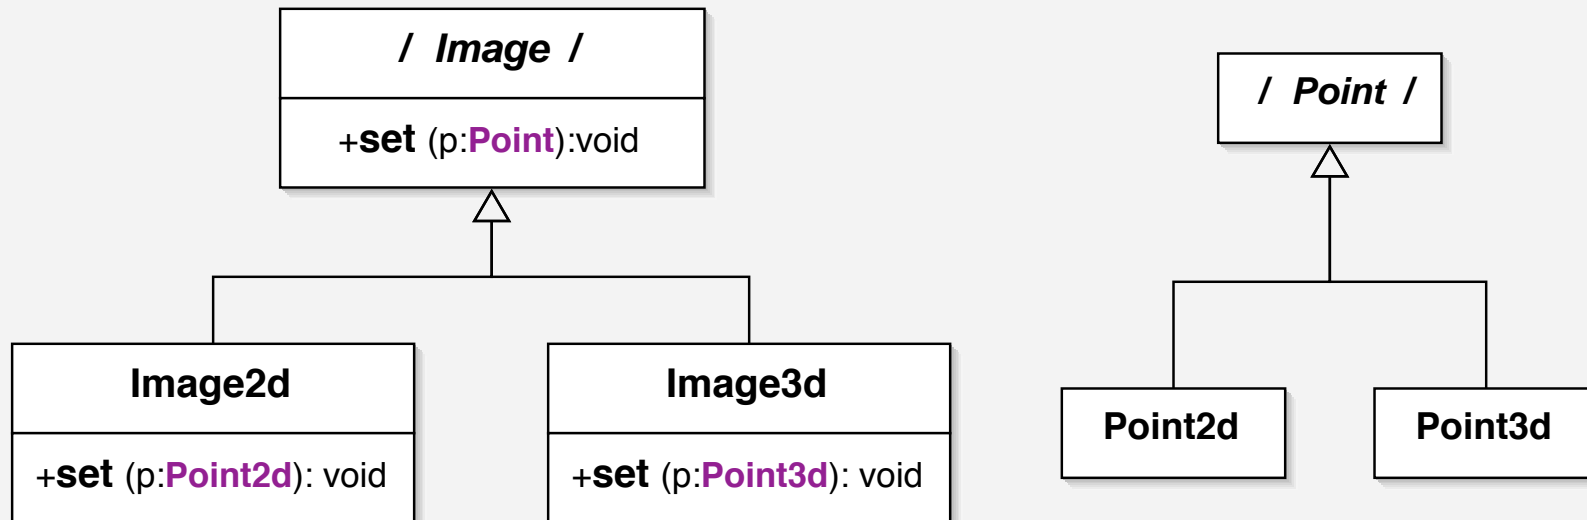 / Image /
+set (p:Point):void
/ Point /
Image2d
+set (p:Point2d): void
Image3d
+set (p:Point3d): void
Point2d
Point3d